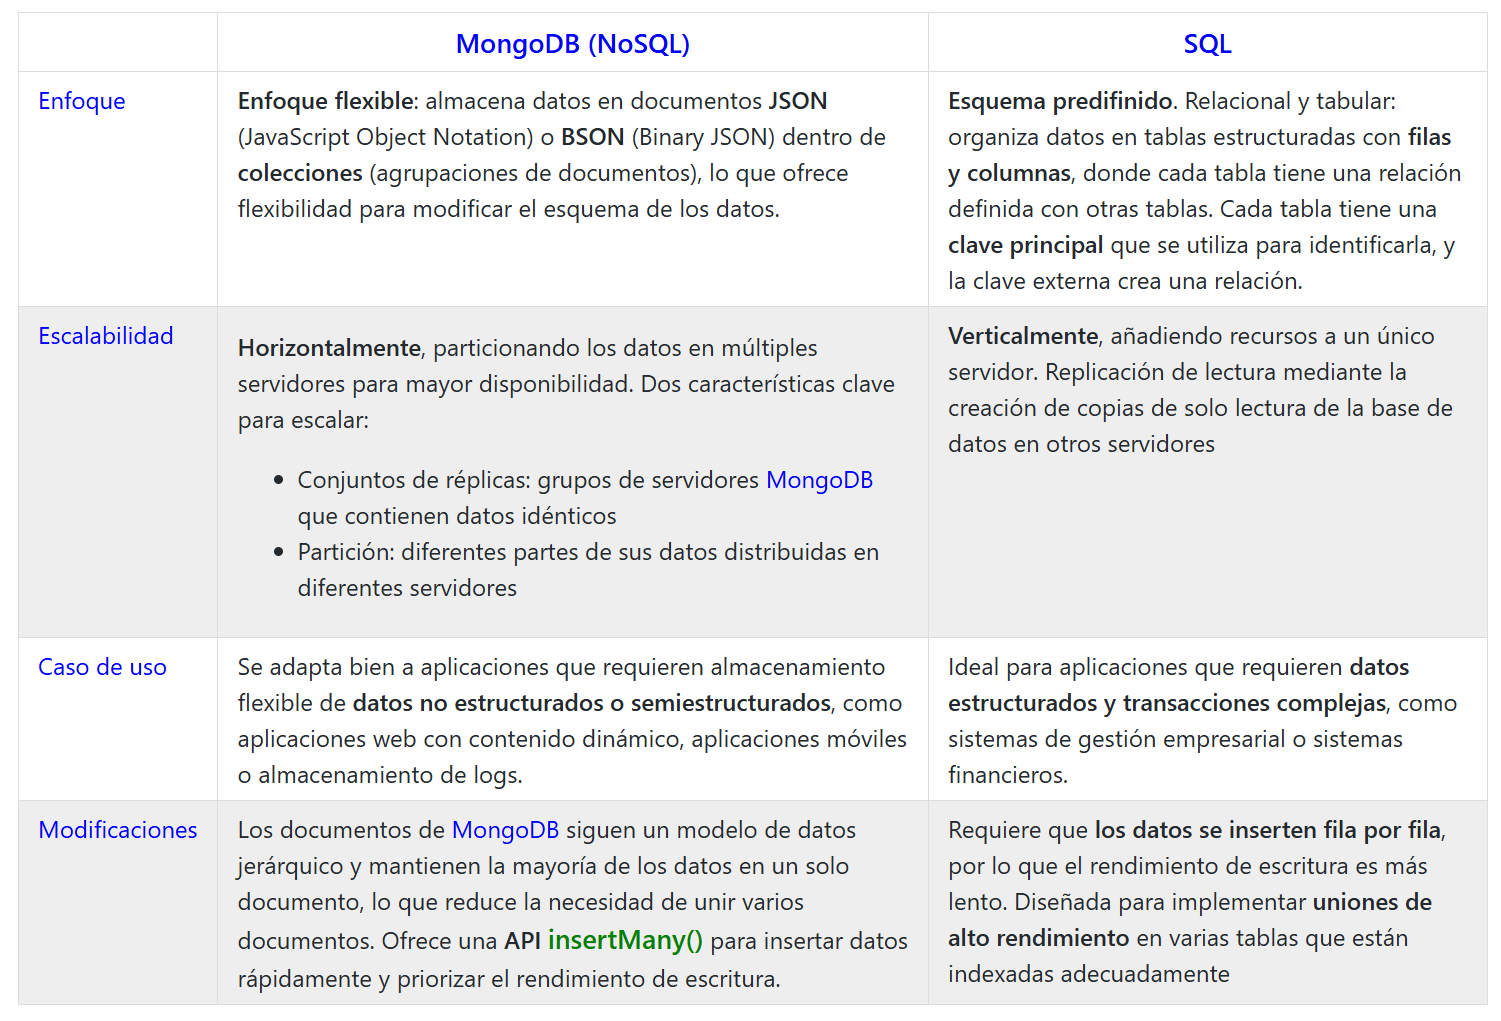 MongoDB (NoSQL)
SQL
Enfoque
Enfoque flexible: almacena datos en documentos JSON
(JavaScript Object Notation) o BSON (Binary JSON) dentro de
colecciones (agrupaciones de documentos), lo que ofrece
flexibilidad para modificar el esquema de los datos.
Esquema predifinido. Relacional y tabular:
organiza datos en tablas estructuradas con filas
y columnas, donde cada tabla tiene una relación
definida con otras tablas. Cada tabla tiene una
clave principal que se utiliza para identificarla, y
la clave externa crea una relación.
Escalabilidad
Horizontalmente, particionando los datos en múltiples
servidores para mayor disponibilidad. Dos características clave
para escalar:
• Conjuntos de réplicas: grupos de servidores MongoDB
que contienen datos idénticos
• Partición: diferentes partes de sus datos distribuidas en
diferentes servidores
Verticalmente, añadiendo recursos a un único
servidor. Replicación de lectura mediante la
creación de copias de solo lectura de la base de
datos en otros servidores
Caso de uso
Se adapta bien a aplicaciones que requieren almacenamiento
flexible de datos no estructurados o semiestructurados, como
aplicaciones web con contenido dinámico, aplicaciones móviles
o almacenamiento de logs.
Ideal para aplicaciones que requieren datos
estructurados y transacciones complejas, como
sistemas de gestión empresarial o sistemas
financieros.
Modificaciones
Los documentos de MongoDB siguen un modelo de datos
jerárquico y mantienen la mayoría de los datos en un solo
documento, lo que reduce la necesidad de unir varios
documentos. Ofrece una API insertMany() para insertar datos
rápidamente y priorizar el rendimiento de escritura.
Requiere que los datos se inserten fila por fila,
por lo que el rendimiento de escritura es más
lento. Diseñada para implementar uniones de
alto rendimiento en varias tablas que están
indexadas adecuadamente